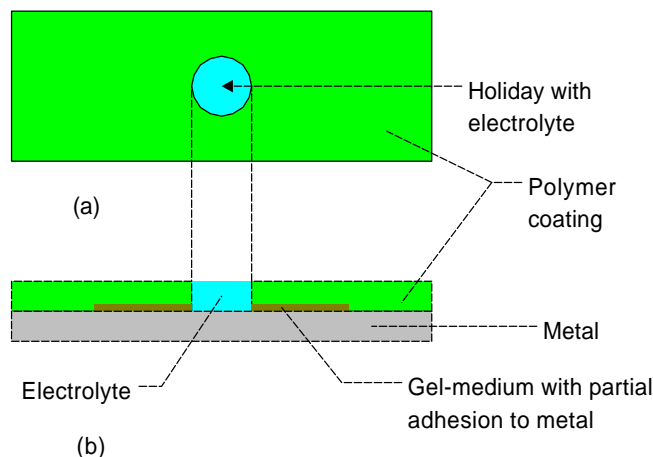 Holiday with
electrolyte
Polymer
coating
(a)
Metal
Electrolyte
Gel-medium with partial
adhesion to metal
(b)